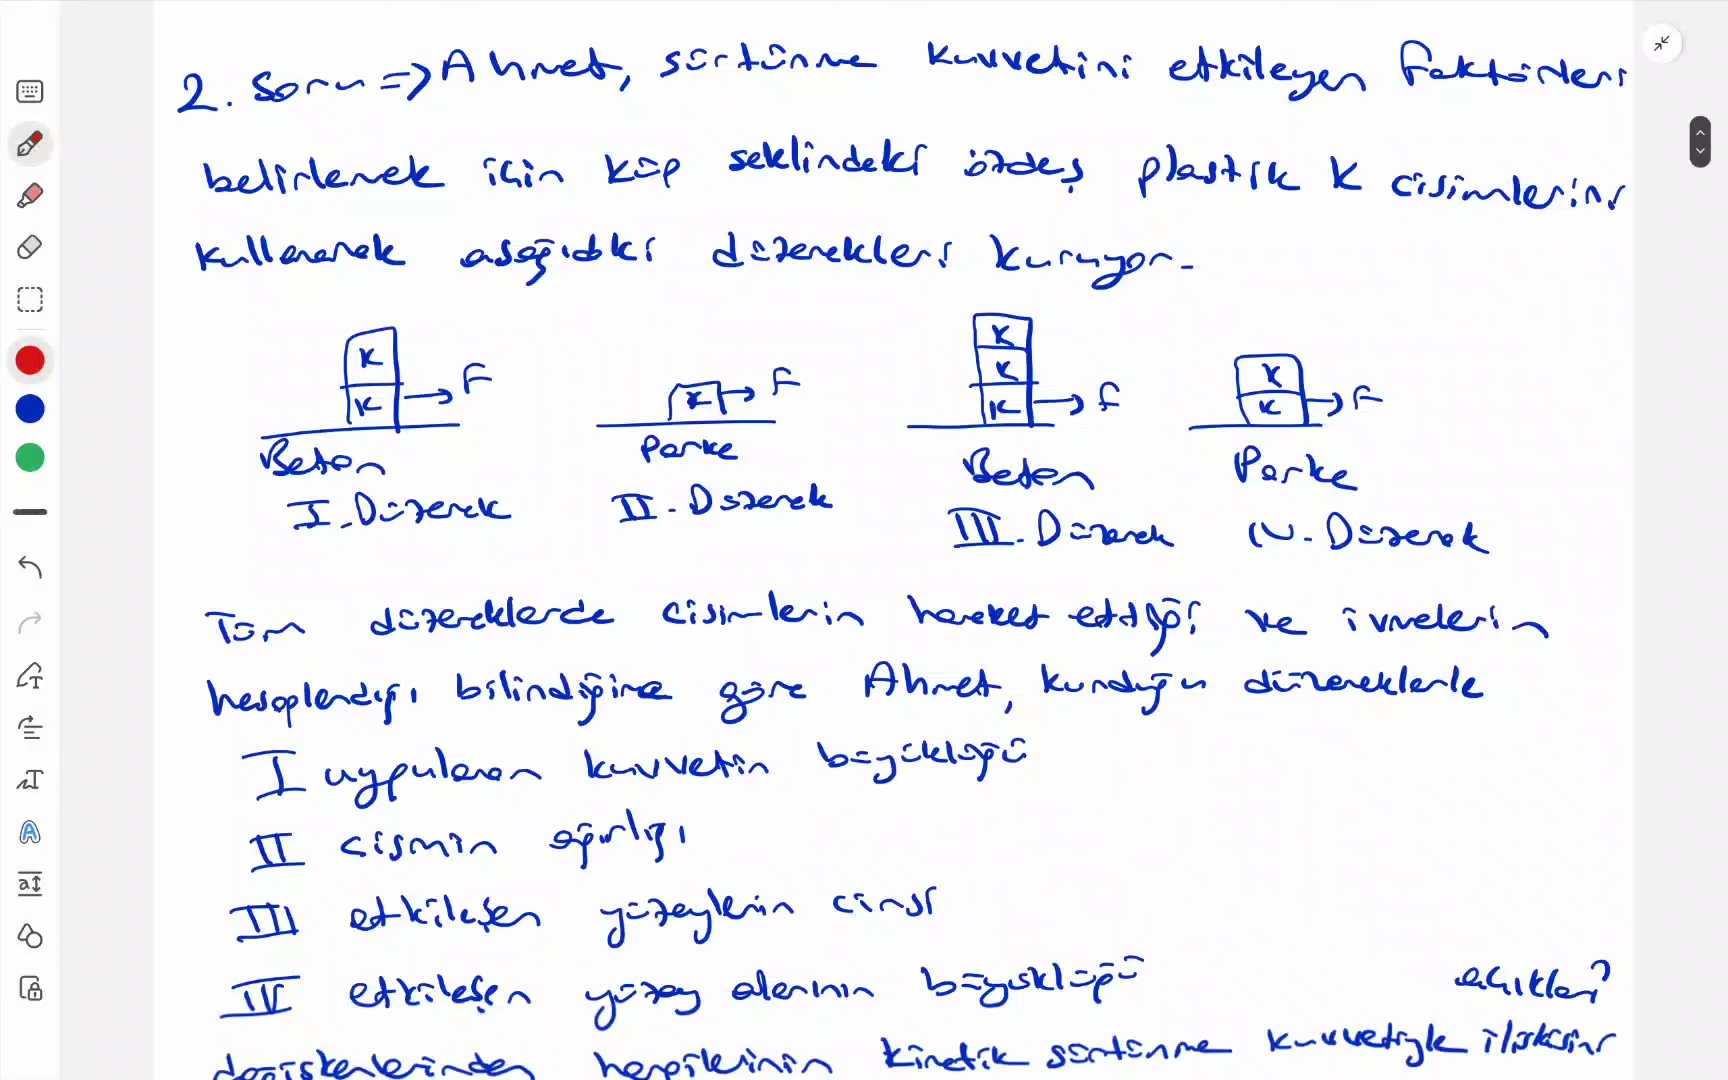 2. Soru => Ahmet, sürtünme kuvvetini etkileyen faktörleri
belirlemek için küp seklindeki özdeş plastik K cisimlerini
kullanarak aşağıdaki düzenekleri kuruyor.
K K F
K F
K K K F
K K F
Beton Parke Beton Parke
I. Düzenek II. Düzenek III. Düzenek IV. Düzenek
Tüm düzeneklerde cisimlerin hareket ettiği ve ivmelerin
hesaplandığı bilindiğine göre Ahmet, kurduğu düzeneklerle
I uygulanan kuvvetin büyüklüğü
II cismin ağırlığı
III etkileşen yüzeylerin cinsi
IV etkileşen yüzey alanının büyüklüğü açıklar?
değişkenlerinden hangilerinin kinetik sürtünme kuvvetiyle ilişkisini